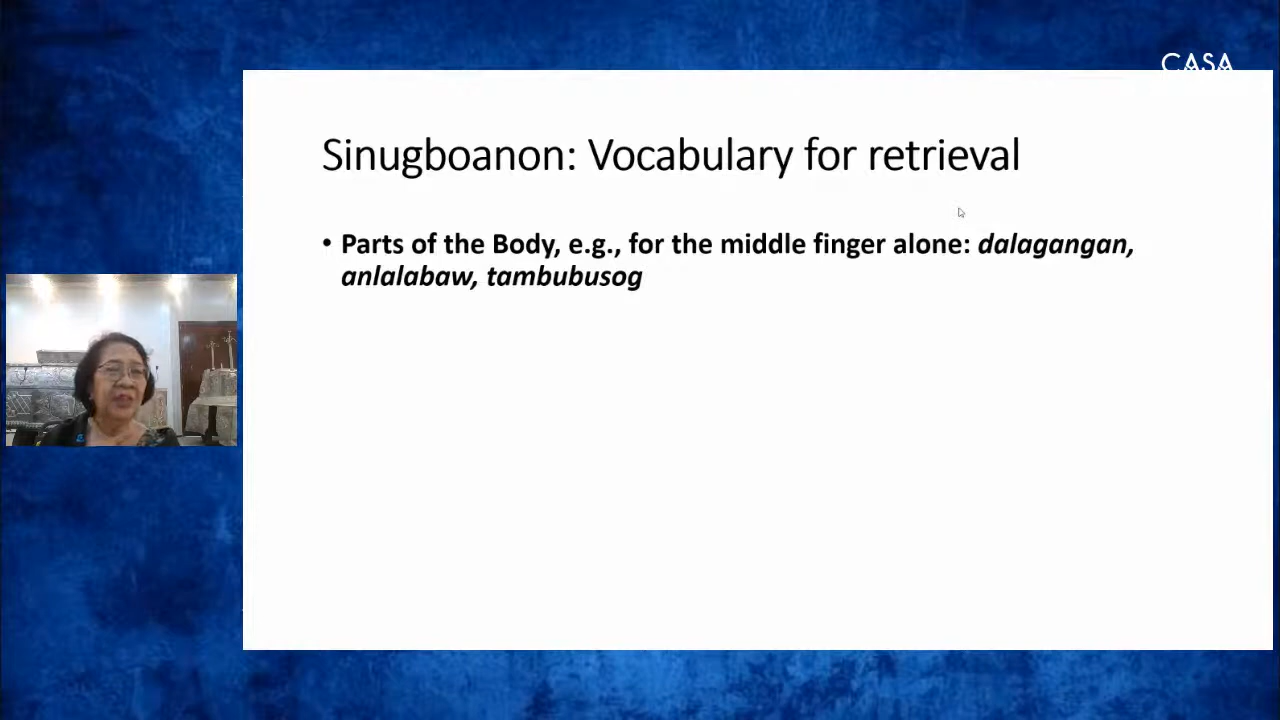 CASA
Sinugboanon: Vocabulary for retrieval
• Parts of the Body, e.g., for the middle finger alone: dalagangan,
anlalabaw, tambubusog